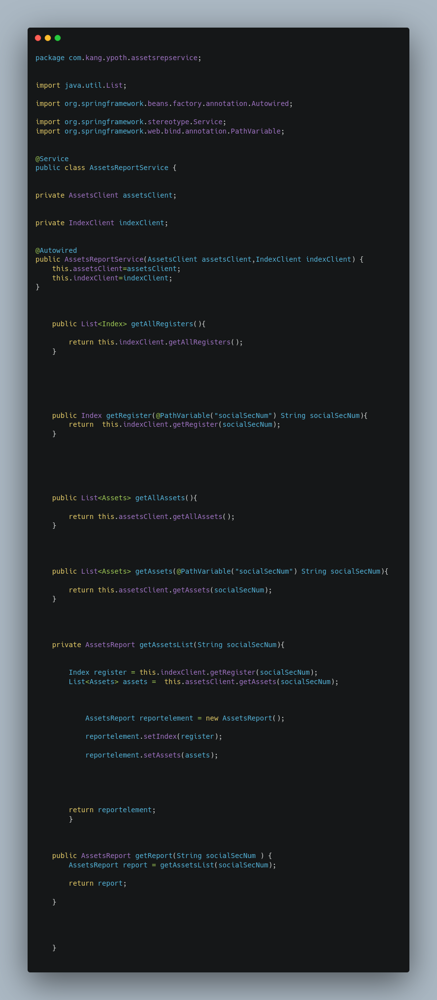 package com.kang.ypoth.assetsrepservice;
import java.util.List;
import org.springframework.beans.factory.annotation.Autowired;
import org.springframework.stereotype.Service;
import org.springframework.web.bind.annotation.PathVariable;
@Service
public class AssetsReportService {
private AssetsClient assetsClient;
private IndexClient indexClient;
@Autowired
public AssetsReportService(AssetsClient assetsClient,IndexClient indexClient) {
    this.assetsClient=assetsClient;
    this.indexClient=indexClient;
}
    public List<Index> getAllRegisters(){
        return this.indexClient.getAllRegisters();
    }
    public Index getRegister(@PathVariable("socialSecNum") String socialSecNum){
        return  this.indexClient.getRegister(socialSecNum);
    }
    public List<Assets> getAllAssets(){
        return this.assetsClient.getAllAssets();
    }
    public List<Assets> getAssets(@PathVariable("socialSecNum") String socialSecNum){
        return this.assetsClient.getAssets(socialSecNum);
    }
    private AssetsReport getAssetsList(String socialSecNum){
        Index register = this.indexClient.getRegister(socialSecNum);
        List<Assets> assets =  this.assetsClient.getAssets(socialSecNum);
            AssetsReport reportelement = new AssetsReport();
            reportelement.setIndex(register);
            reportelement.setAssets(assets);
        return reportelement;
        }
    public AssetsReport getReport(String socialSecNum ) {
        AssetsReport report = getAssetsList(socialSecNum);
        return report;
    }
    }